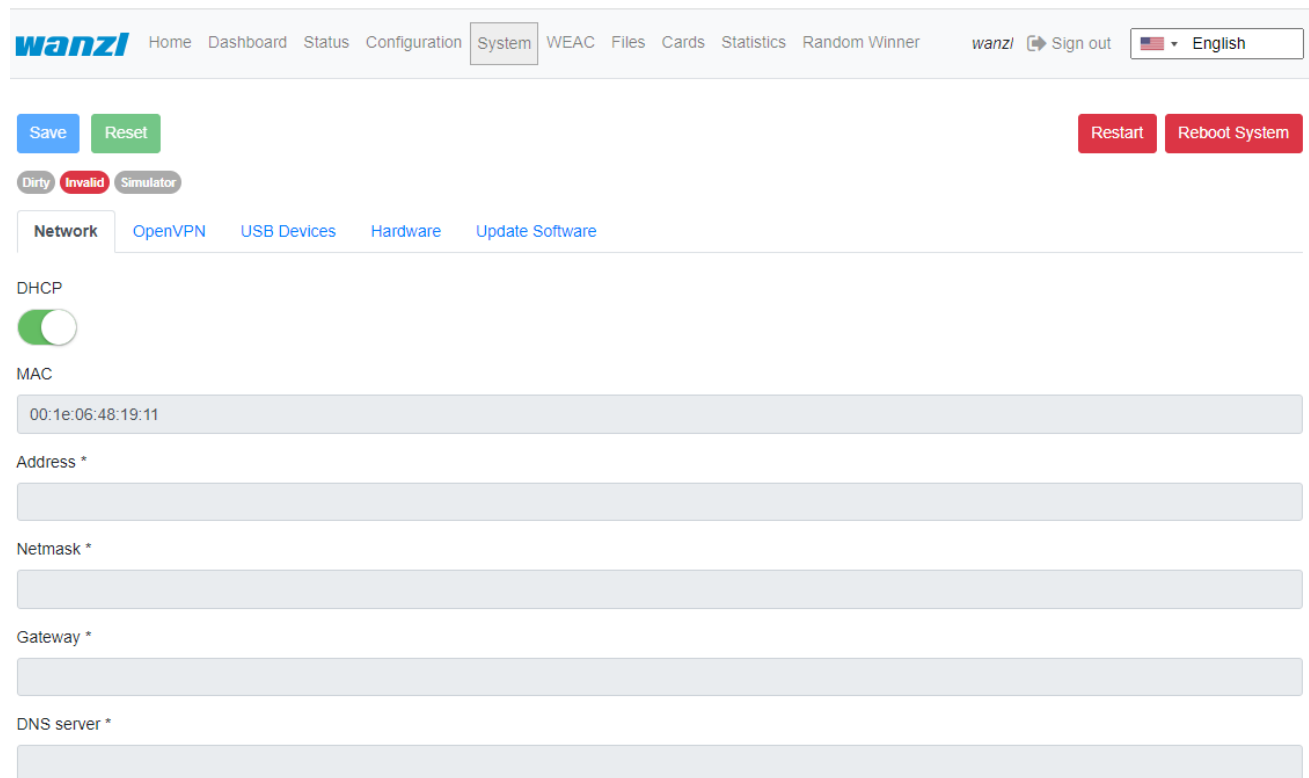 wanzl Home Dashboard Status Configuration System WEAC Files Cards Statistics Random Winner wanzl Sign out English
Save Reset Restart Reboot System
Dirty Invalid Simulator
Network OpenVPN USB Devices Hardware Update Software
DHCP
MAC
00:1e:06:48:19:11
Address *
Netmask *
Gateway *
DNS server *